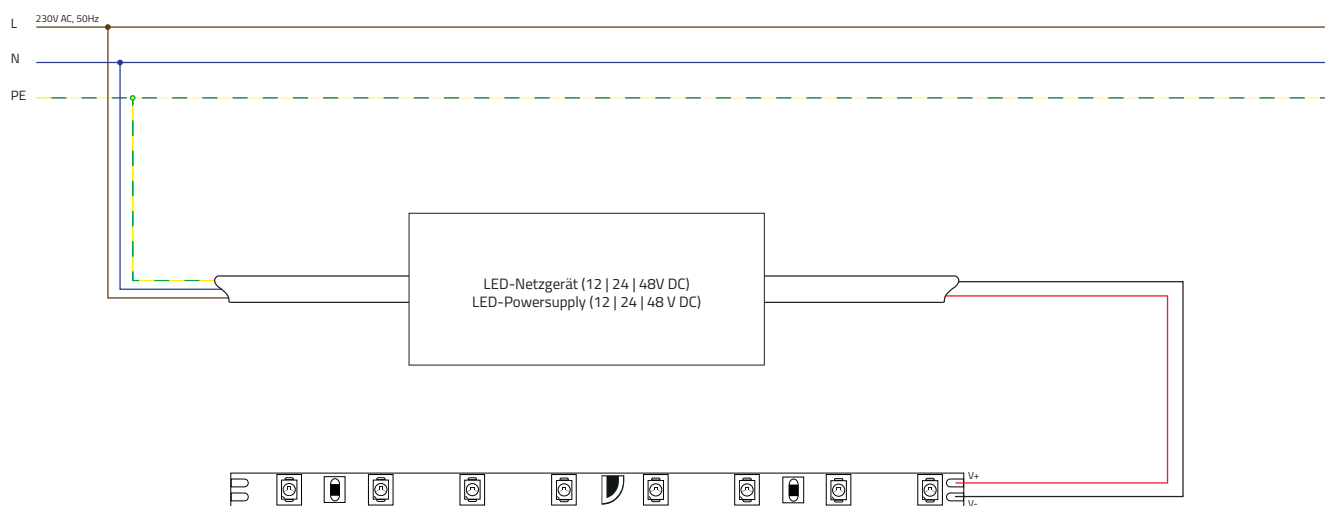 L
230V AC, 50Hz
N
PE
LED-Netzgerät (12 | 24 | 48V DC)
LED-Powersupply (12 | 24 | 48 V DC)
V+
V-